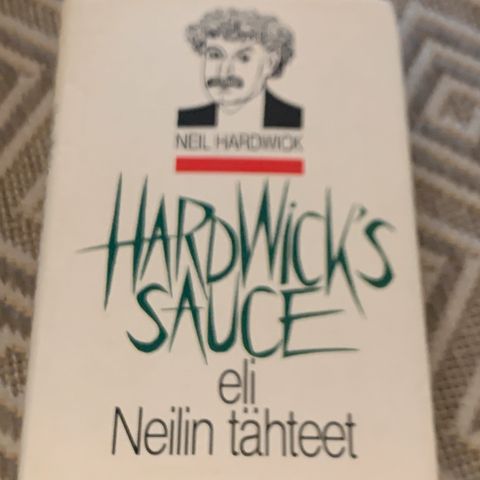 NEIL HARDWICK
HARDWICK'S
SAUCE
eli
Neilin tähteet